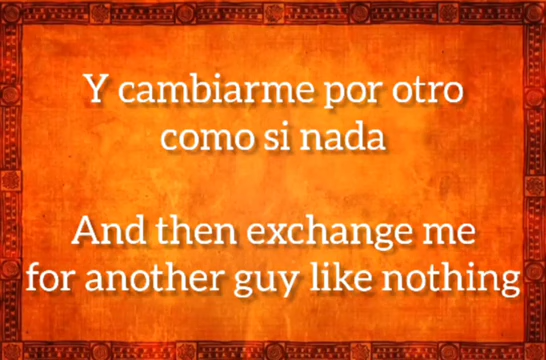 Y cambiarme por otro
como si nada
And then exchange me
for another guy like nothing